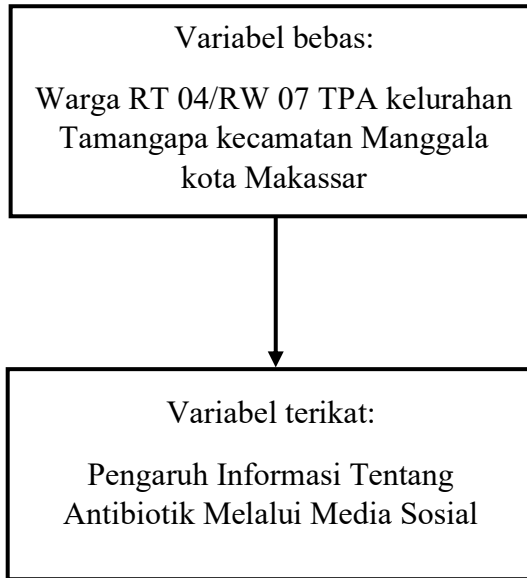 Variabel bebas:
Warga RT 04/RW 07 TPA kelurahan
Tamangapa kecamatan Manggala
kota Makassar
Variabel terikat:
Pengaruh Informasi Tentang
Antibiotik Melalui Media Sosial